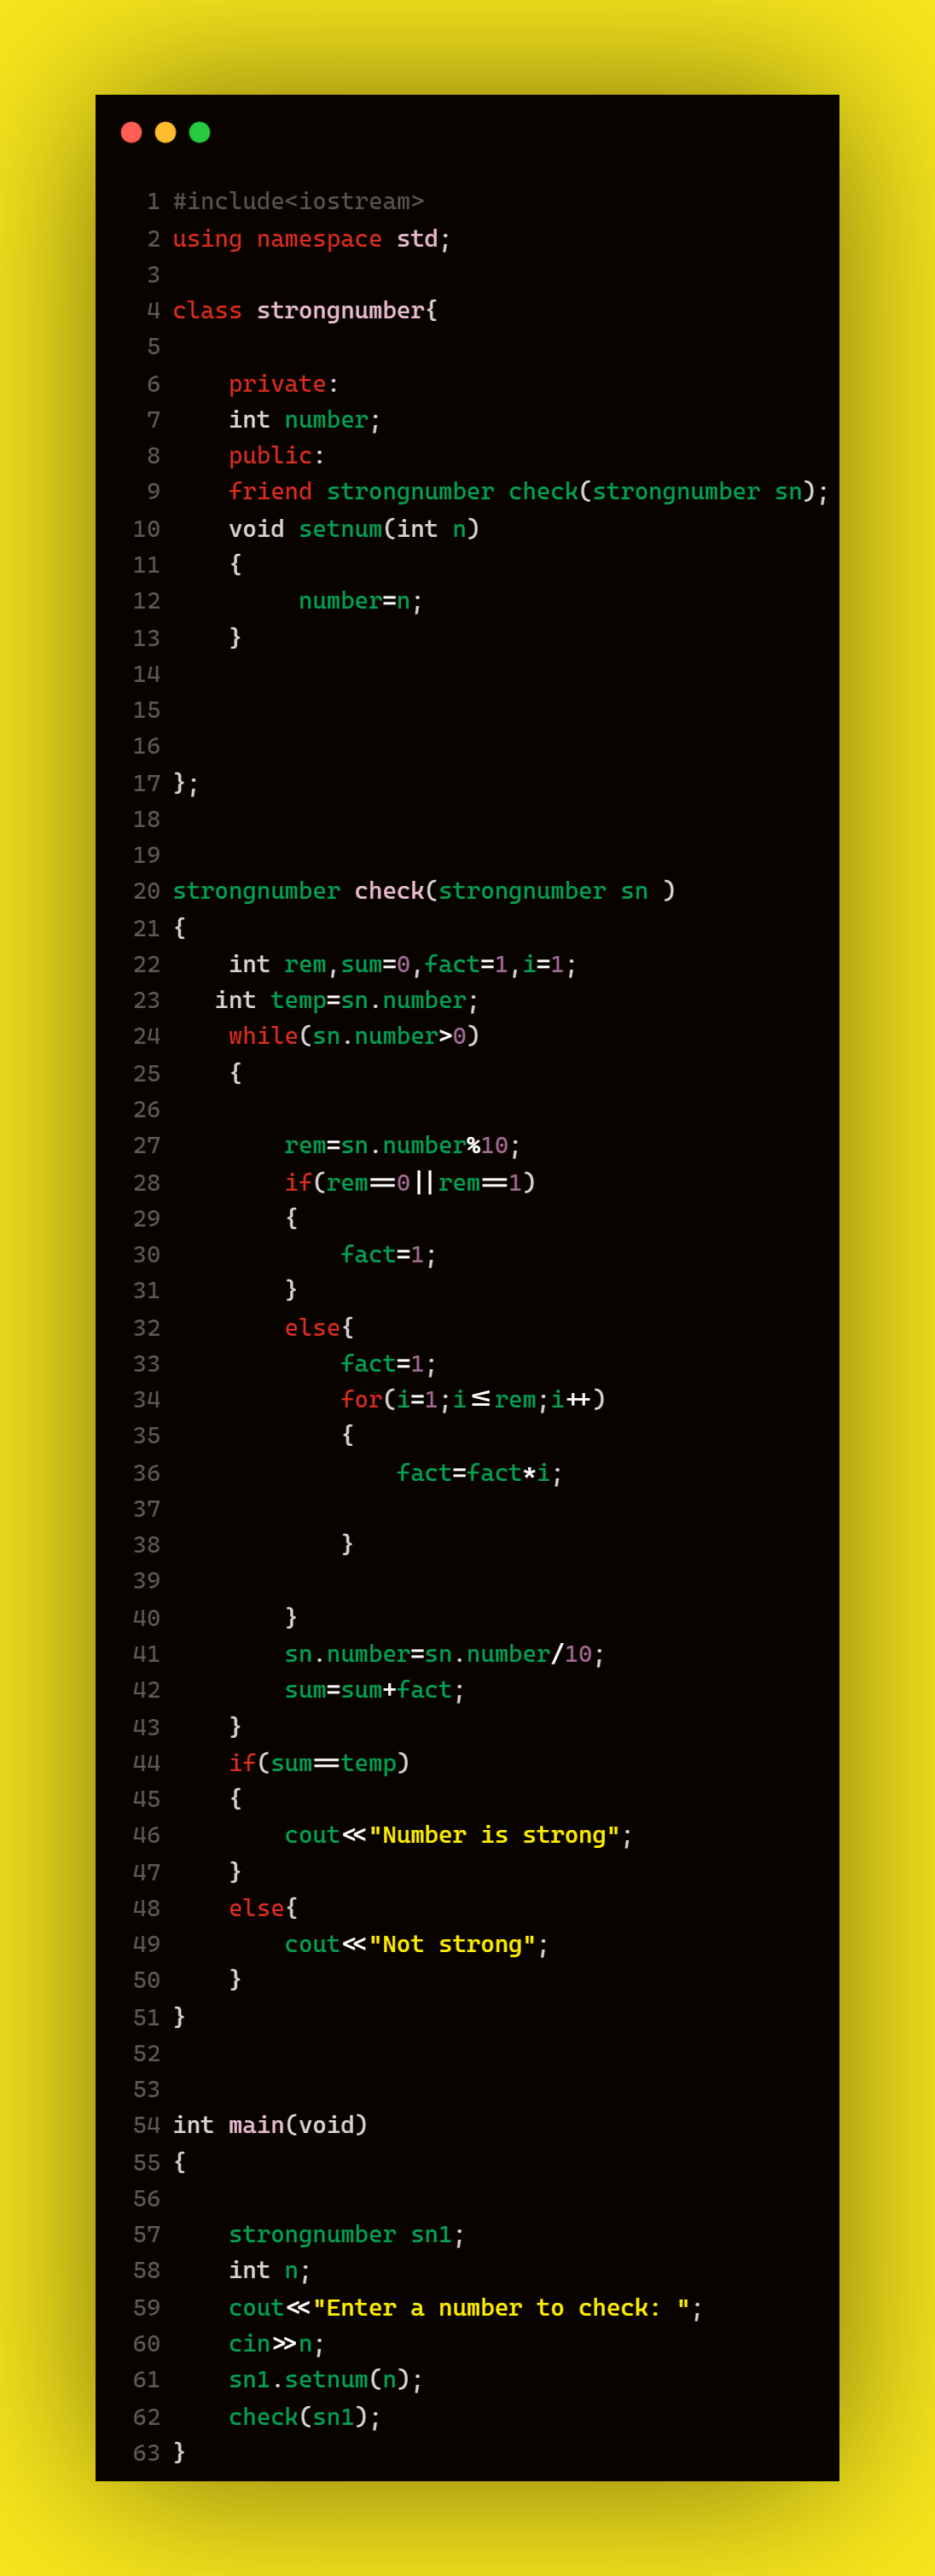 1 #include<iostream>
2 using namespace std;
3
4 class strongnumber{
5
6     private:
7     int number;
8     public:
9     friend strongnumber check(strongnumber sn);
10     void setnum(int n)
11     {
12          number=n;
13     }
14
15
16
17 };
18
19
20 strongnumber check(strongnumber sn )
21 {
22     int rem,sum=0,fact=1,i=1;
23    int temp=sn.number;
24     while(sn.number>0)
25     {
26
27         rem=sn.number%10;
28         if(rem==0||rem==1)
29         {
30             fact=1;
31         }
32         else{
33             fact=1;
34             for(i=1;i<=rem;i++)
35             {
36                 fact=fact*i;
37
38             }
39
40         }
41         sn.number=sn.number/10;
42         sum=sum+fact;
43     }
44     if(sum==temp)
45     {
46         cout<<"Number is strong";
47     }
48     else{
49         cout<<"Not strong";
50     }
51 }
52
53
54 int main(void)
55 {
56
57     strongnumber sn1;
58     int n;
59     cout<<"Enter a number to check: ";
60     cin>>n;
61     sn1.setnum(n);
62     check(sn1);
63 }